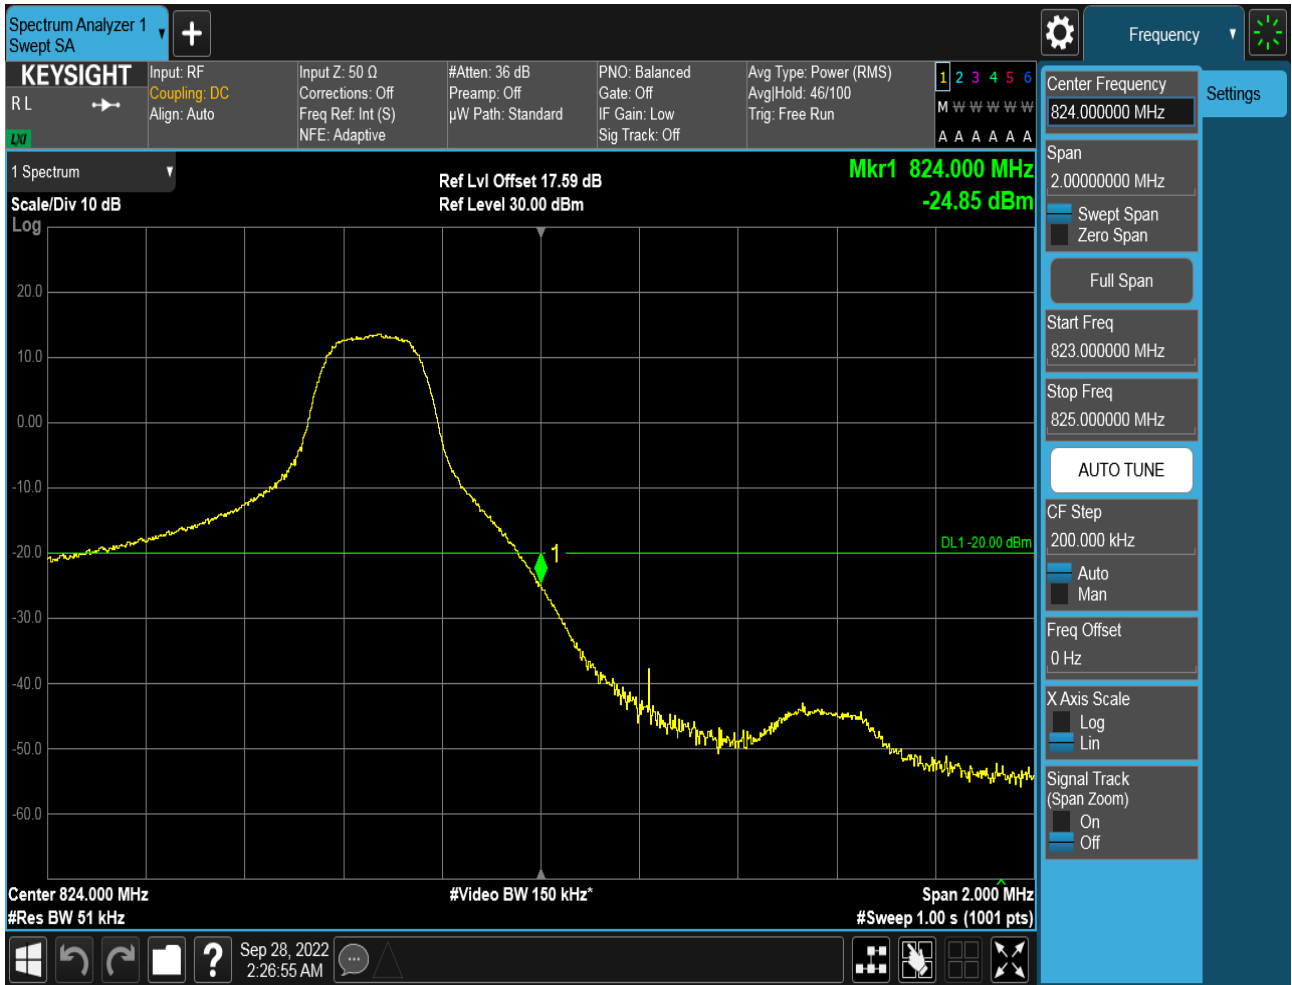 Spectrum Analyzer 1
Swept SA
Frequency
KEYSIGHT
R L
LXI
Input: RF
Coupling: DC
Align: Auto
Input Z: 50 Ω
Corrections: Off
Freq Ref: Int (S)
NFE: Adaptive
#Atten: 36 dB
Preamp: Off
µW Path: Standard
PNO: Balanced
Gate: Off
IF Gain: Low
Sig Track: Off
Avg Type: Power (RMS)
Avg|Hold: 46/100
Trig: Free Run
1 2 3 4 5 6
M W W W W W
A A A A A A
1 Spectrum
Scale/Div 10 dB
Log
Ref Lvl Offset 17.59 dB
Ref Level 30.00 dBm
Mkr1 824.000 MHz
-24.85 dBm
20.0
10.0
0.00
-10.0
-20.0
-30.0
-40.0
-50.0
-60.0
1
DL1 -20.00 dBm
Center 824.000 MHz
#Res BW 51 kHz
#Video BW 150 kHz*
Span 2.000 MHz
#Sweep 1.00 s (1001 pts)
Center Frequency
824.000000 MHz
Settings
Span
2.00000000 MHz
Swept Span
Zero Span
Full Span
Start Freq
823.000000 MHz
Stop Freq
825.000000 MHz
AUTO TUNE
CF Step
200.000 kHz
Auto
Man
Freq Offset
0 Hz
X Axis Scale
Log
Lin
Signal Track
(Span Zoom)
On
Off
?
Sep 28, 2022
2:26:55 AM